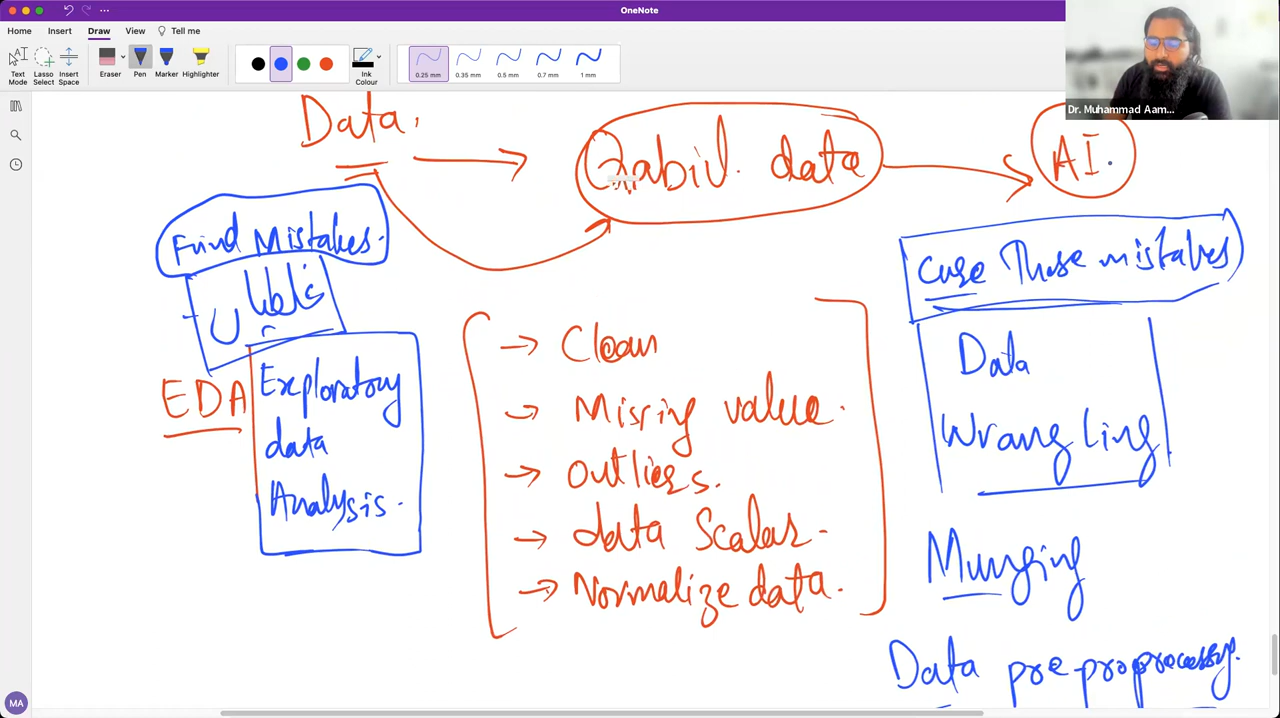 OneNote
Home Insert Draw View Tell me
Text Mode
Lasso Select
Insert Space
Eraser
Pen
Marker
Highlighter
Ink Colour
0.25 mm
0.35 mm
0.5 mm
0.7 mm
1 mm
Dr. Muhammad Aam...
Data.
Qabil data
AI.
Find Mistakes.
EDA
Exploratory
data
Analysis.
→ Clean
→ Missing value.
→ Outliers.
→ data Scalar.
→ Normalize data.
cure Those mistakes
Data
Wrangling
Munging
Data pre-proprocessy.
MA